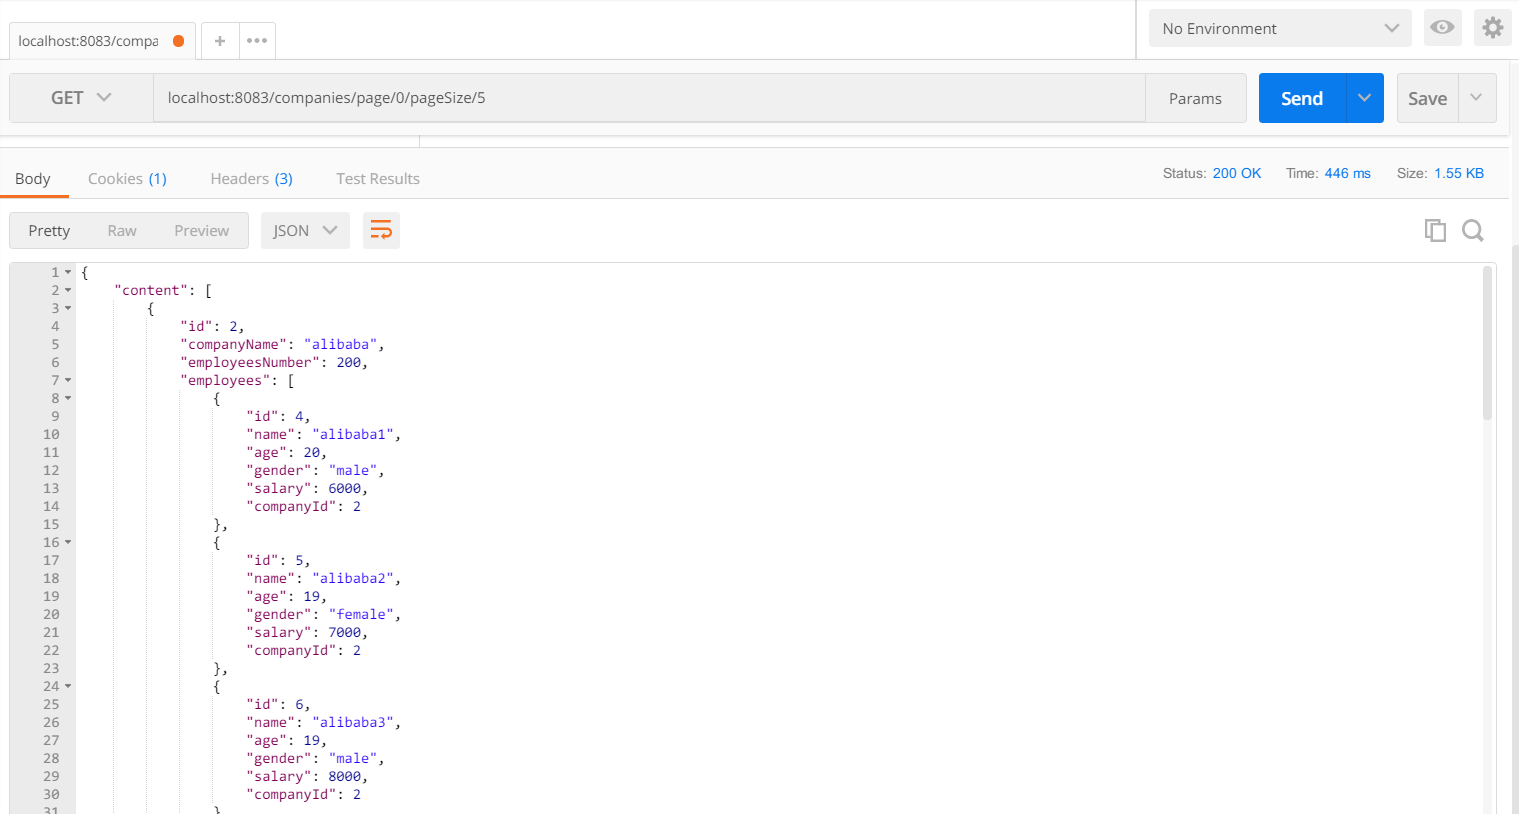 localhost:8083/compa + ••• No Environment
GET localhost:8083/companies/page/0/pageSize/5 Params Send Save
Body Cookies (1) Headers (3) Test Results Status: 200 OK Time: 446 ms Size: 1.55 KB
Pretty Raw Preview JSON
1 {
2 "content": [
3 {
4 "id": 2,
5 "companyName": "alibaba",
6 "employeesNumber": 200,
7 "employees": [
8 {
9 "id": 4,
10 "name": "alibaba1",
11 "age": 20,
12 "gender": "male",
13 "salary": 6000,
14 "companyId": 2
15 },
16 {
17 "id": 5,
18 "name": "alibaba2",
19 "age": 19,
20 "gender": "female",
21 "salary": 7000,
22 "companyId": 2
23 },
24 {
25 "id": 6,
26 "name": "alibaba3",
27 "age": 19,
28 "gender": "male",
29 "salary": 8000,
30 "companyId": 2
31 }